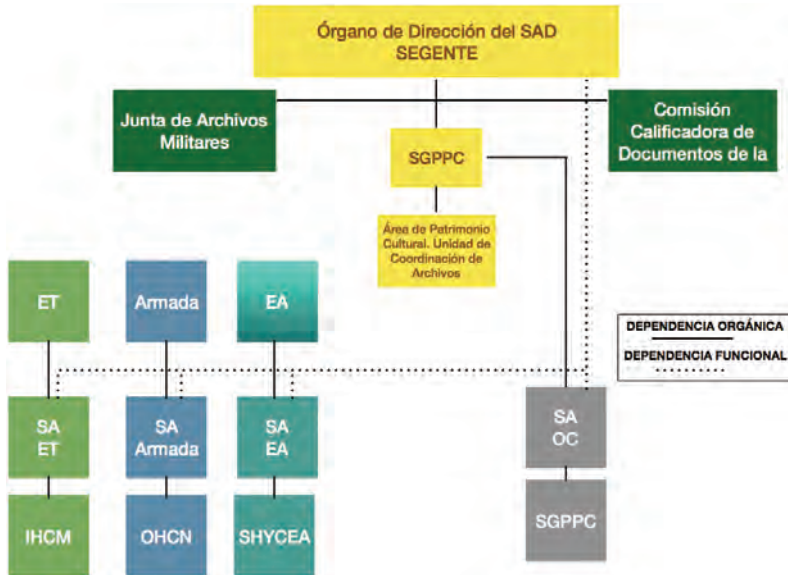 Órgano de Dirección del SAD
SEGENTE
Junta de Archivos
Militares
Comisión
Calificadora de
Documentos de la
SGPPC
Área de Patrimonio
Cultural. Unidad de
Coordinación de
Archivos
ET
Armada
EA
DEPENDENCIA ORGÁNICA
DEPENDENCIA FUNCIONAL
SA
ET
SA
Armada
SA
EA
SA
OC
IHCM
OHCN
SHYCEA
SGPPC